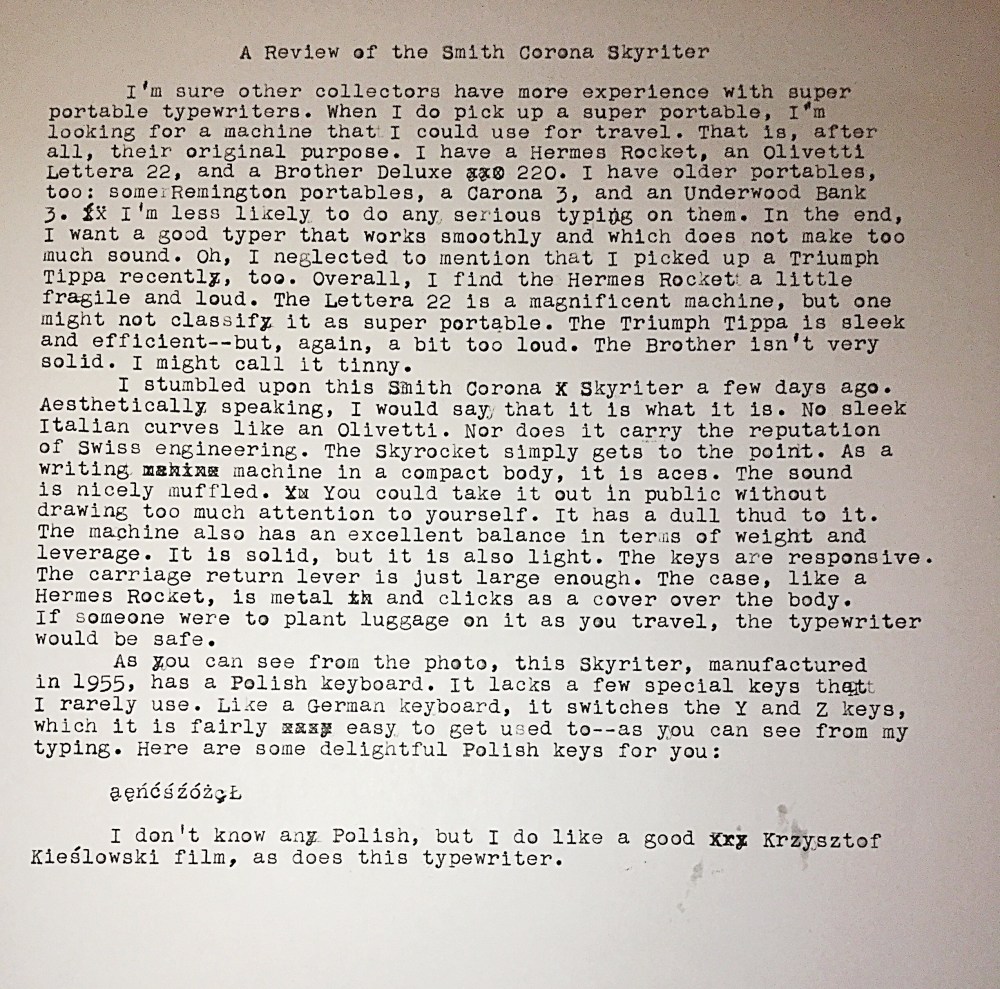 A Review of the Smith Corona Skyriter
I'm sure other collectors have more experience with super
portable typewriters. When I do pick up a super portable, I'm
looking for a machine that I could use for travel. That is, after
all, their original purpose. I have a Hermes Rocket, an Olivetti
Lettera 22, and a Brother Deluxe 220. I have older portables,
too: some Remington portables, a Carona 3, and an Underwood Bank
3. I'm less likely to do any serious typing on them. In the end,
I want a good typer that works smoothly and which does not make too
much sound. Oh, I neglected to mention that I picked up a Triumph
Tippa recently, too. Overall, I find the Hermes Rocket a little
fragile and loud. The Lettera 22 is a magnificent machine, but one
might not classify it as super portable. The Triumph Tippa is sleek
and efficient--but, again, a bit too loud. The Brother isn't very
solid. I might call it tinny.
I stumbled upon this Smith Corona X Skyriter a few days ago.
Aesthetically speaking, I would say that it is what it is. No sleek
Italian curves like an Olivetti. Nor does it carry the reputation
of Swiss engineering. The Skyrocket simply gets to the point. As a
writing machine in a compact body, it is aces. The sound
is nicely muffled. You could take it out in public without
drawing too much attention to yourself. It has a dull thud to it.
The machine also has an excellent balance in terms of weight and
leverage. It is solid, but it is also light. The keys are responsive.
The carriage return lever is just large enough. The case, like a
Hermes Rocket, is metal and clicks as a cover over the body.
If someone were to plant luggage on it as you travel, the typewriter
would be safe.
As you can see from the photo, this Skyriter, manufactured
in 1955, has a Polish keyboard. It lacks a few special keys that
I rarely use. Like a German keyboard, it switches the Y and Z keys,
which it is fairly easy to get used to--as you can see from my
typing. Here are some delightful Polish keys for you:
ąęńćśźóżçŁ
I don't know any Polish, but I do like a good Krzysztof
Kieślowski film, as does this typewriter.